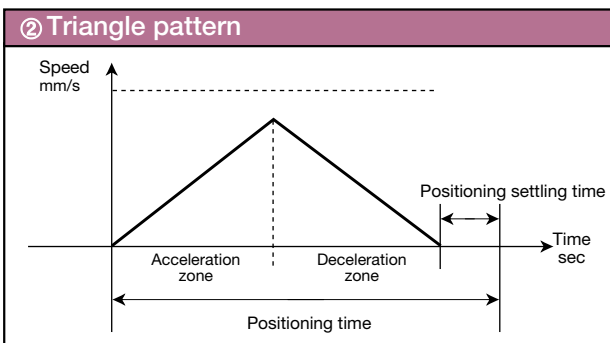 ② Triangle pattern
Speed
mm/s
Positioning settling time
Time
sec
Acceleration
zone
Deceleration
zone
Positioning time